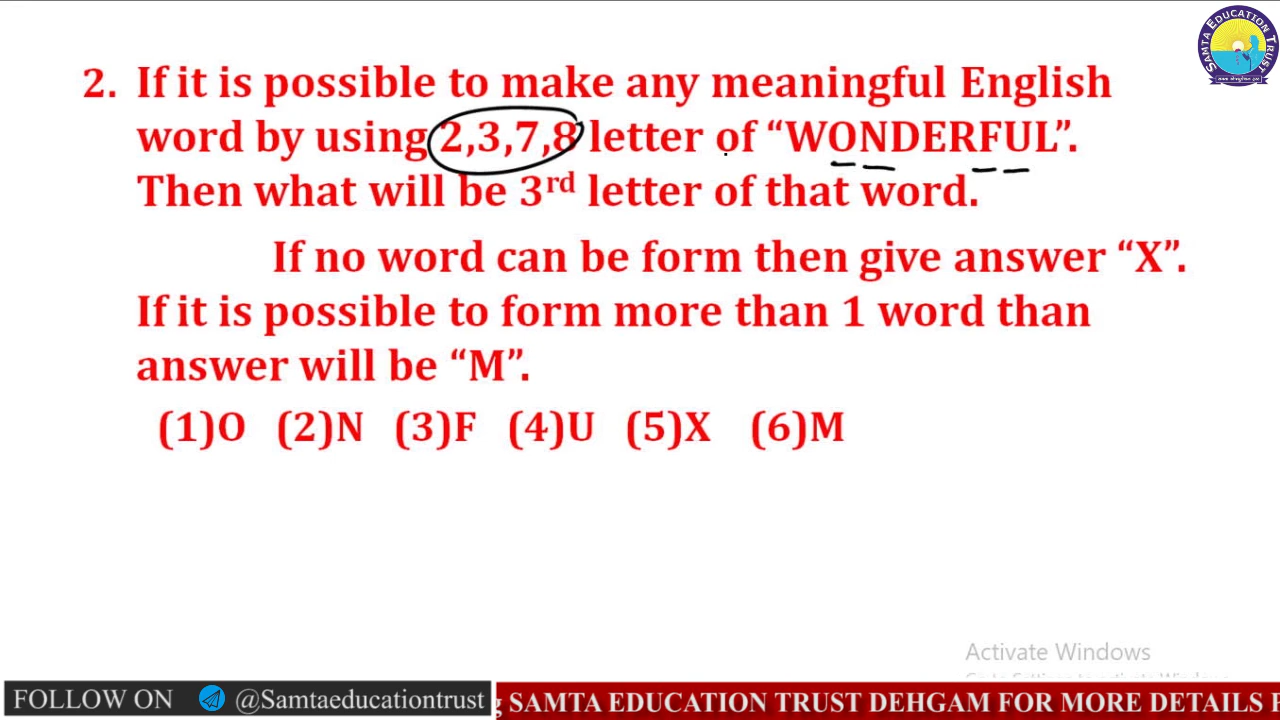 SAMTA EDUCATION TRUST
2. If it is possible to make any meaningful English
word by using 2,3,7,8 letter of “WONDERFUL”.
Then what will be 3rd letter of that word.
If no word can be form then give answer “X”.
If it is possible to form more than 1 word than
answer will be “M”.
(1)O (2)N (3)F (4)U (5)X (6)M
Activate Windows
FOLLOW ON @Samtaeducationtrust
SAMTA EDUCATION TRUST DEHGAM FOR MORE DETAILS